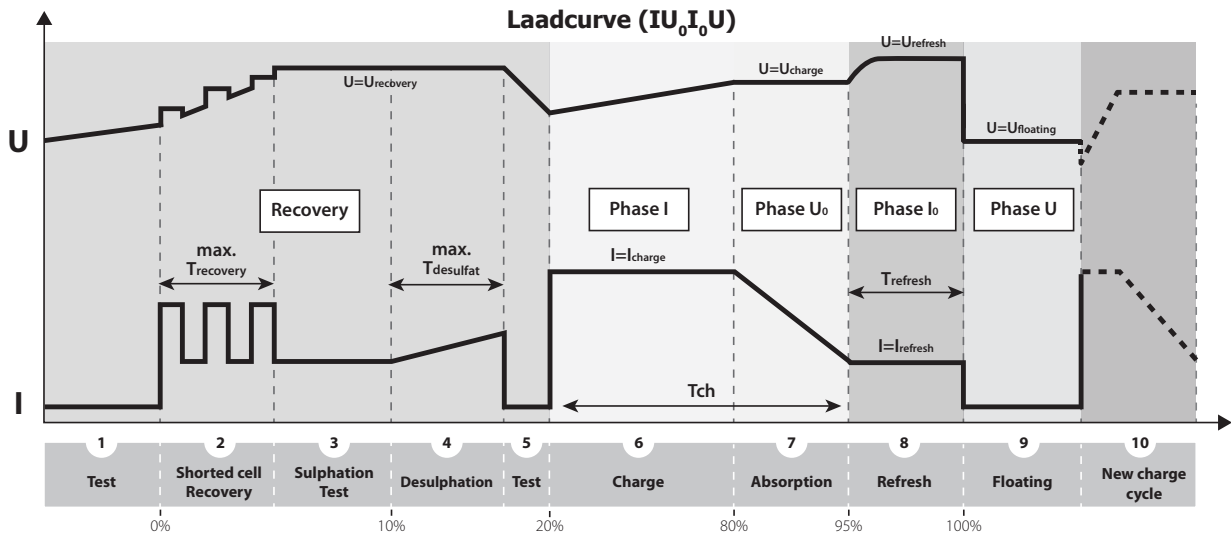 Laadcurve (IU₀I₀U)
U=Urefresh
U=Urecovery
U=Ucharge
U=Ufloating
U
Recovery
Phase I
Phase U₀
Phase I₀
Phase U
max.
Trecovery
max.
Tdesulfat
I=Icharge
Trefresh
I=Irefresh
Tch
I
1
2
3
4
5
6
7
8
9
10
Test
Shorted cell
Recovery
Sulphation
Test
Desulphation
Test
Charge
Absorption
Refresh
Floating
New charge
cycle
0%
10%
20%
80%
95%
100%